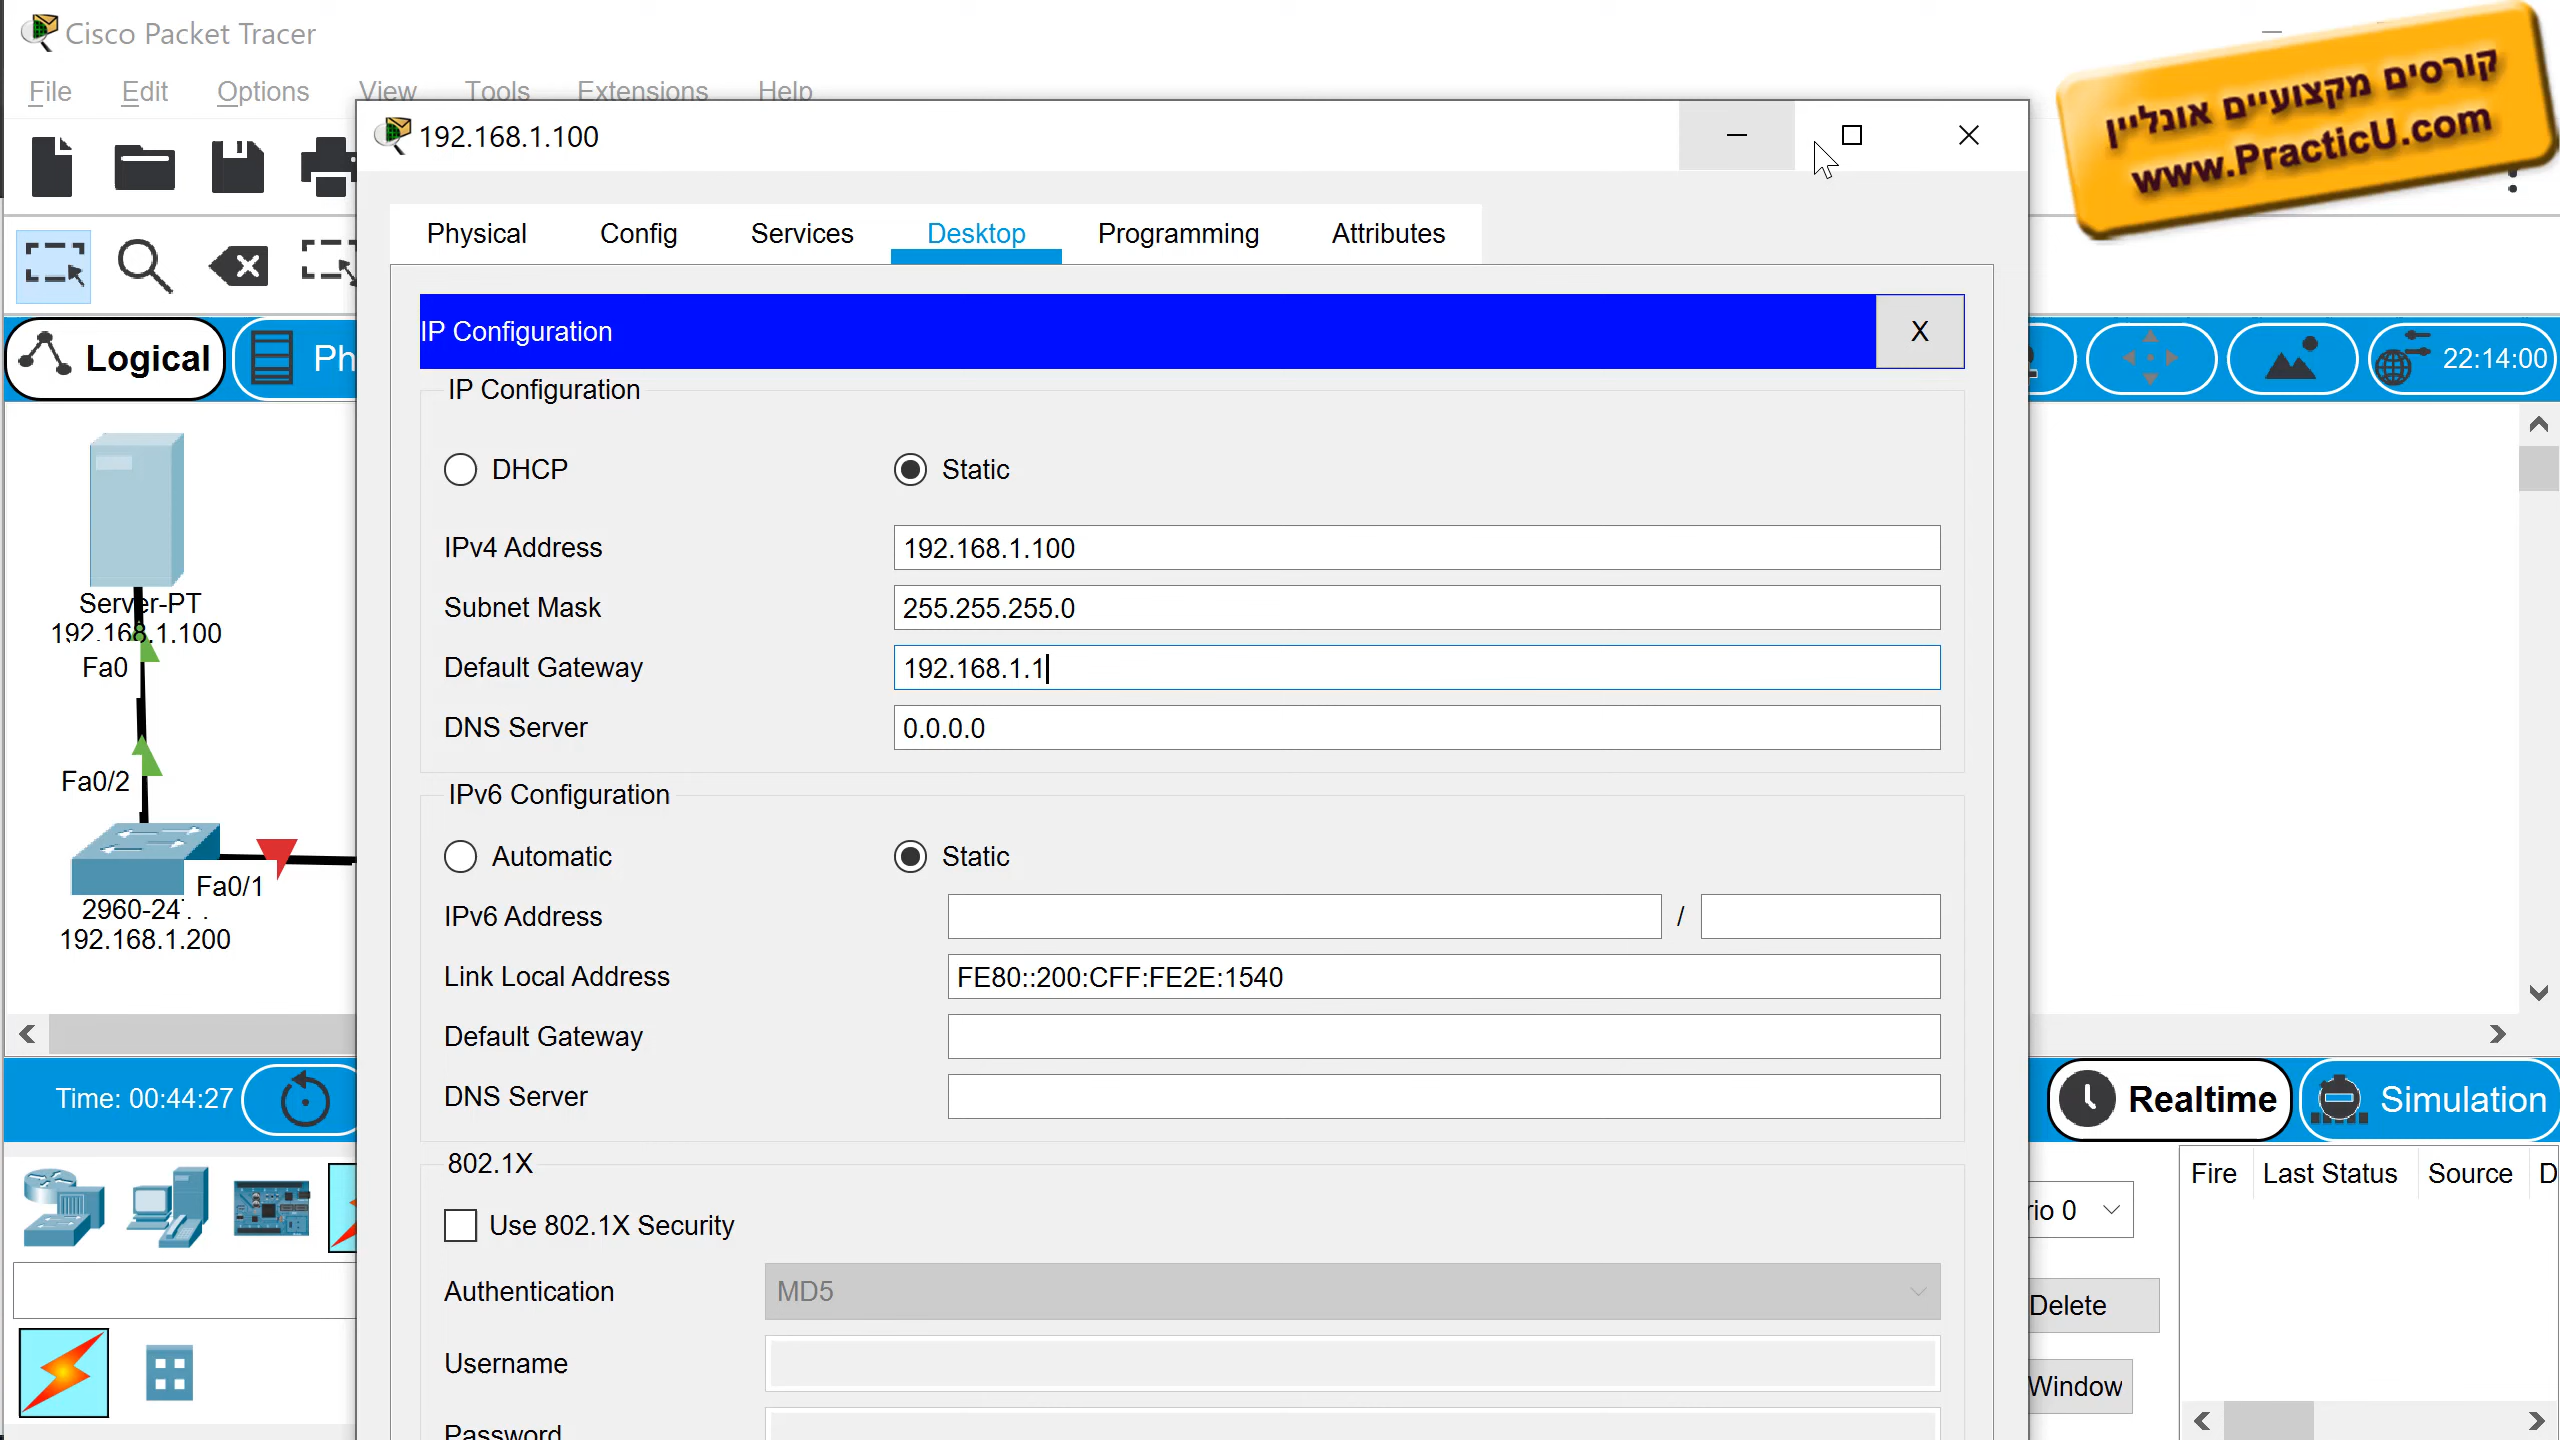 Cisco Packet Tracer
File Edit Options View Tools Extensions Help
קורסים מקצועיים אונליין
www.PracticU.com
192.168.1.100
Physical Config Services Desktop Programming Attributes
IP Configuration X
IP Configuration
DHCP Static
IPv4 Address 192.168.1.100
Subnet Mask 255.255.255.0
Default Gateway 192.168.1.1
DNS Server 0.0.0.0
IPv6 Configuration
Automatic Static
IPv6 Address /
Link Local Address FE80::200:CFF:FE2E:1540
Default Gateway
DNS Server
802.1X
Use 802.1X Security
Authentication MD5
Username
Password
Logical Ph
22:14:00
Server-PT
192.168.1.100
Fa0
Fa0/2
Fa0/1
2960-24
192.168.1.200
Time: 00:44:27
Realtime Simulation
Fire Last Status Source D
rio 0
Delete
Window